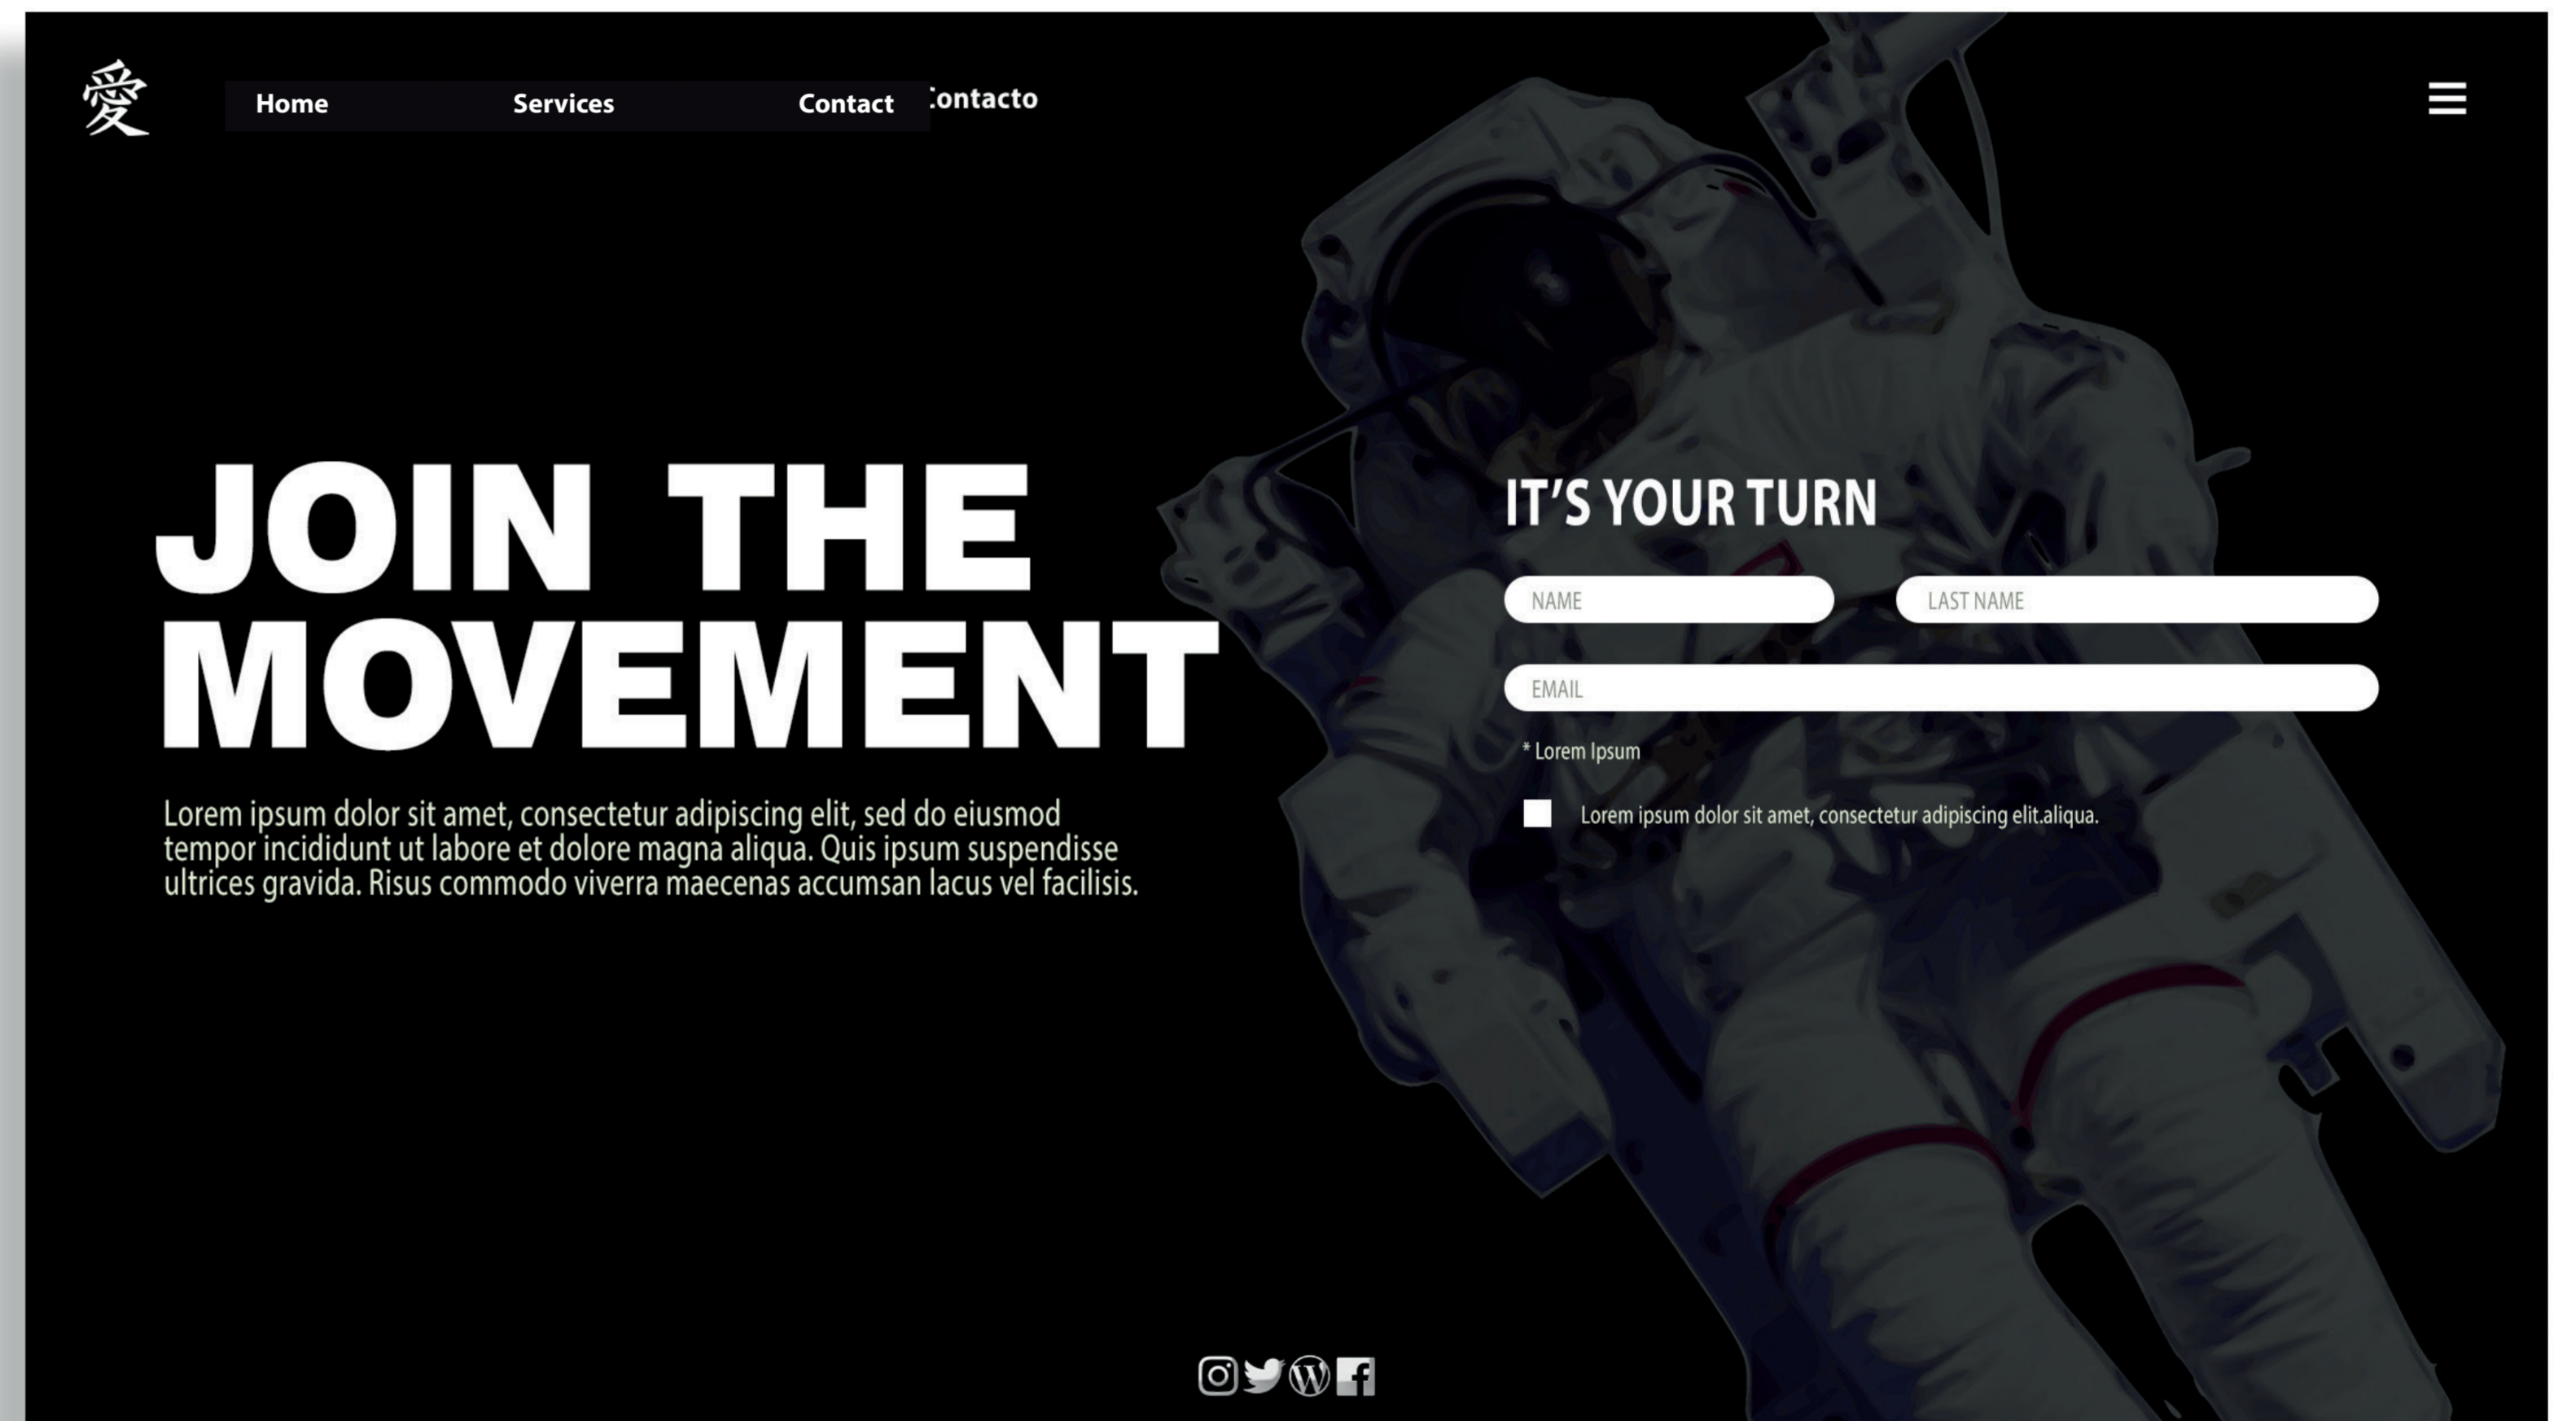 愛
Home Services Contact Contacto
JOIN THE
MOVEMENT
Lorem ipsum dolor sit amet, consectetur adipiscing elit, sed do eiusmod
tempor incididunt ut labore et dolore magna aliqua. Quis ipsum suspendisse
ultrices gravida. Risus commodo viverra maecenas accumsan lacus vel facilisis.
IT’S YOUR TURN
NAME LAST NAME
EMAIL
* Lorem Ipsum
Lorem ipsum dolor sit amet, consectetur adipiscing elit.aliqua.